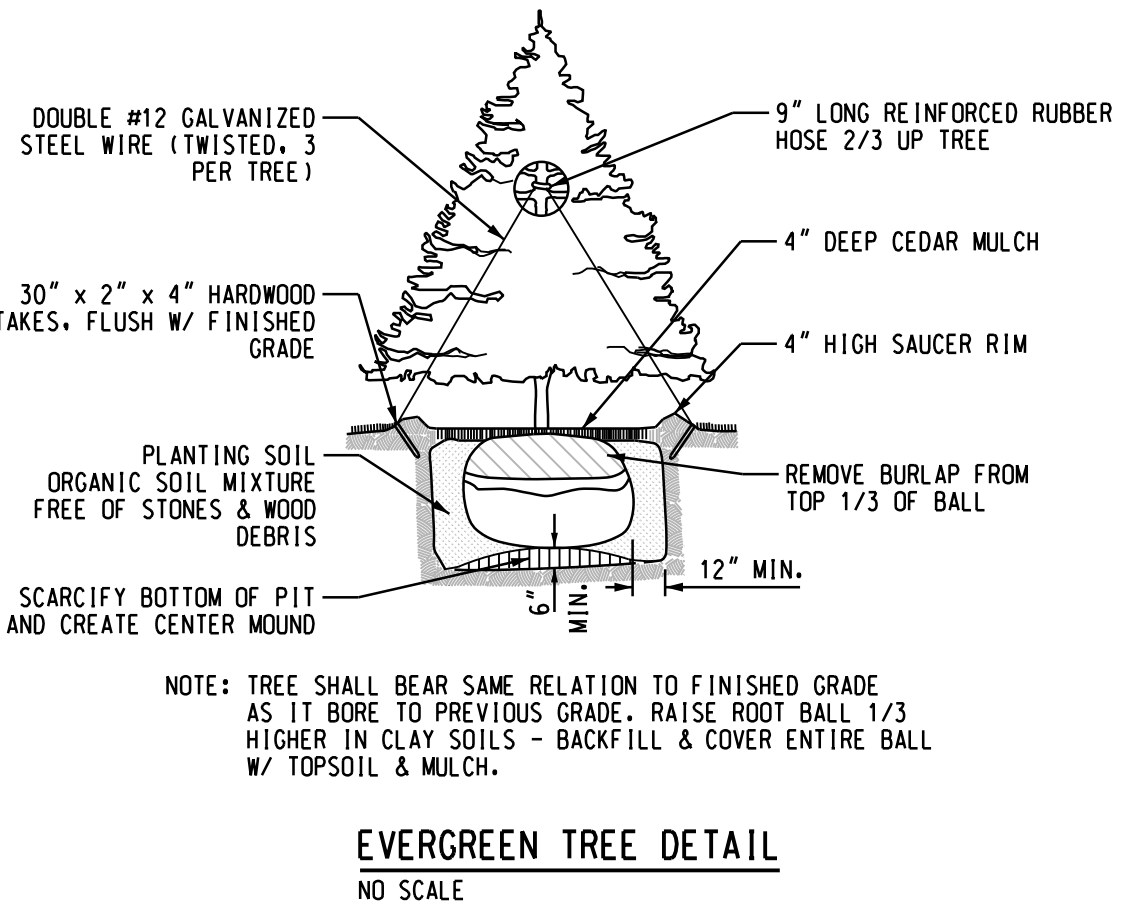 DOUBLE #12 GALVANIZED
STEEL WIRE (TWISTED, 3
PER TREE)
30" x 2" x 4" HARDWOOD
TAKES, FLUSH W/ FINISHED
GRADE
PLANTING SOIL
ORGANIC SOIL MIXTURE
FREE OF STONES & WOOD
DEBRIS
SCARCIFY BOTTOM OF PIT
AND CREATE CENTER MOUND
9" LONG REINFORCED RUBBER
HOSE 2/3 UP TREE
4" DEEP CEDAR MULCH
4" HIGH SAUCER RIM
REMOVE BURLAP FROM
TOP 1/3 OF BALL
12" MIN.
6"
MIN.
NOTE: TREE SHALL BEAR SAME RELATION TO FINISHED GRADE
AS IT BORE TO PREVIOUS GRADE. RAISE ROOT BALL 1/3
HIGHER IN CLAY SOILS - BACKFILL & COVER ENTIRE BALL
W/ TOPSOIL & MULCH.
EVERGREEN TREE DETAIL
NO SCALE